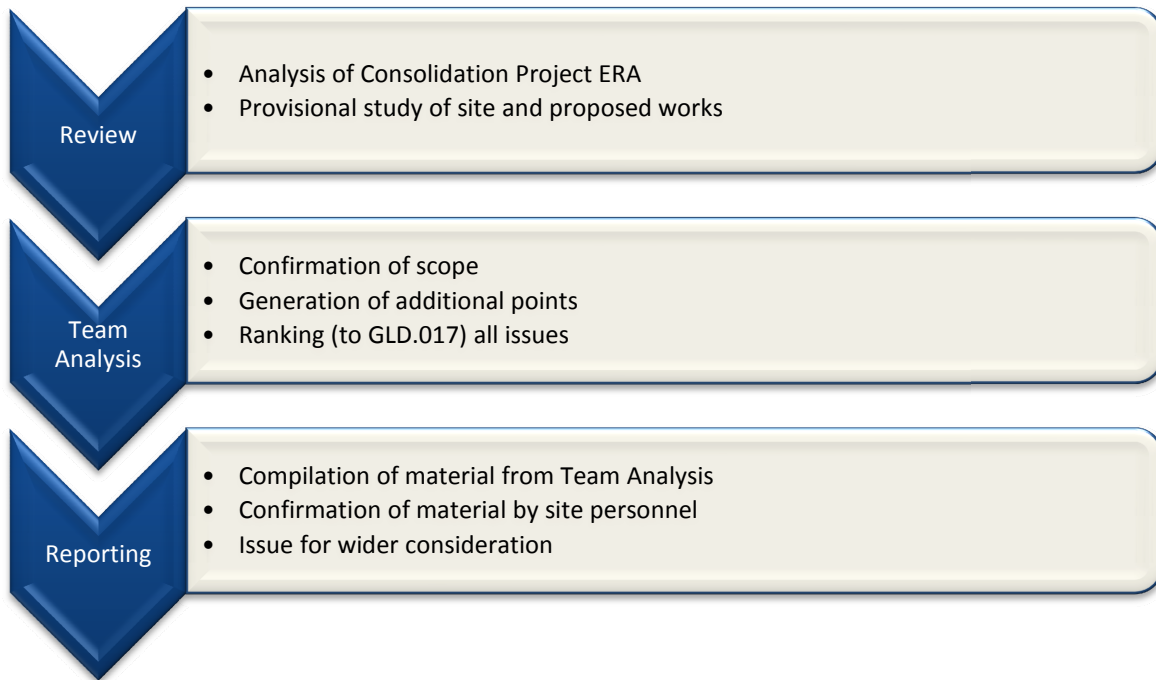 Review
• Analysis of Consolidation Project ERA
• Provisional study of site and proposed works
Team
Analysis
• Confirmation of scope
• Generation of additional points
• Ranking (to GLD.017) all issues
Reporting
• Compilation of material from Team Analysis
• Confirmation of material by site personnel
• Issue for wider consideration